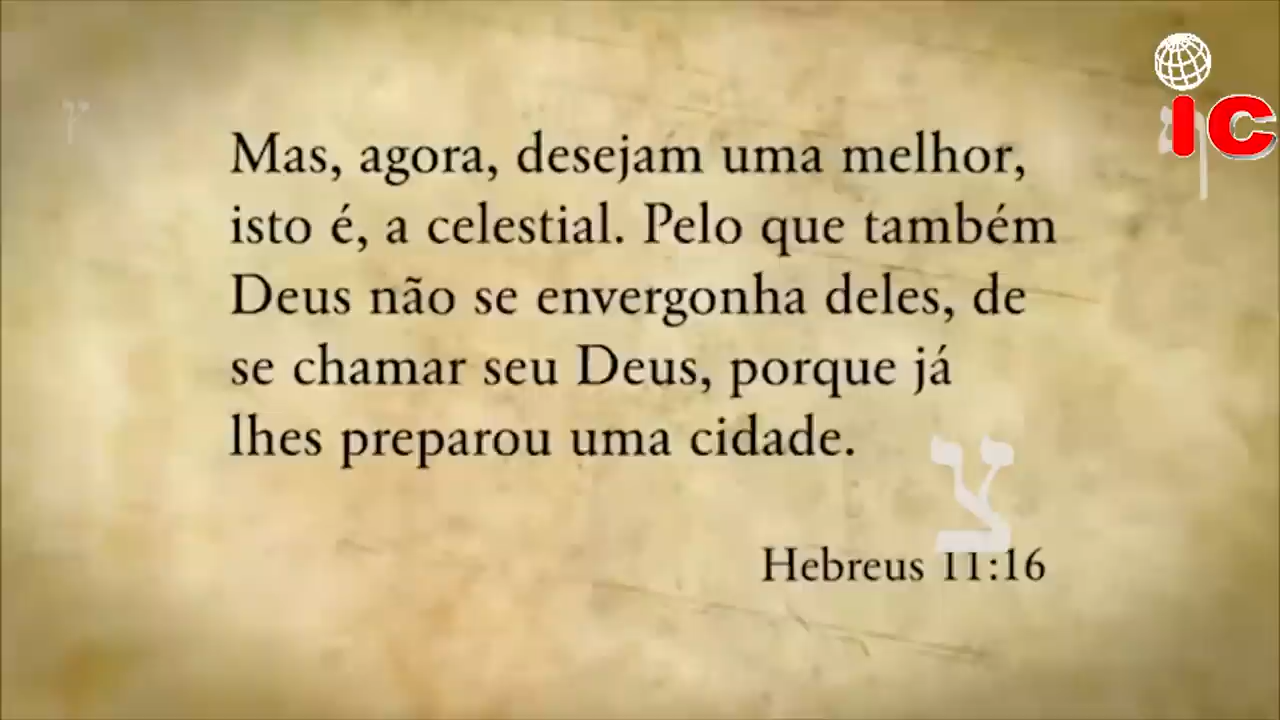 IC
Mas, agora, desejam uma melhor,
isto é, a celestial. Pelo que também
Deus não se envergonha deles, de
se chamar seu Deus, porque já
lhes preparou uma cidade.
צ
Hebreus 11:16